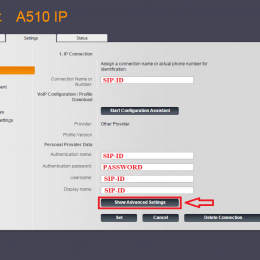 A510 IP
Settings
Status
1. IP Connection
Assign a connection name or actual phone number for identification.
Connection Name or Number:
SIP-ID
VoIP Configuration / Profile Download
Start Configuration Assistant
Provider:
Other Provider
Profile Version
Personal Provider Data
Authentication name:
SIP-ID
Authentication password:
PASSWORD
Username:
SIP-ID
Display name:
SIP-ID
Show Advanced Settings
Set
Cancel
Delete Connection